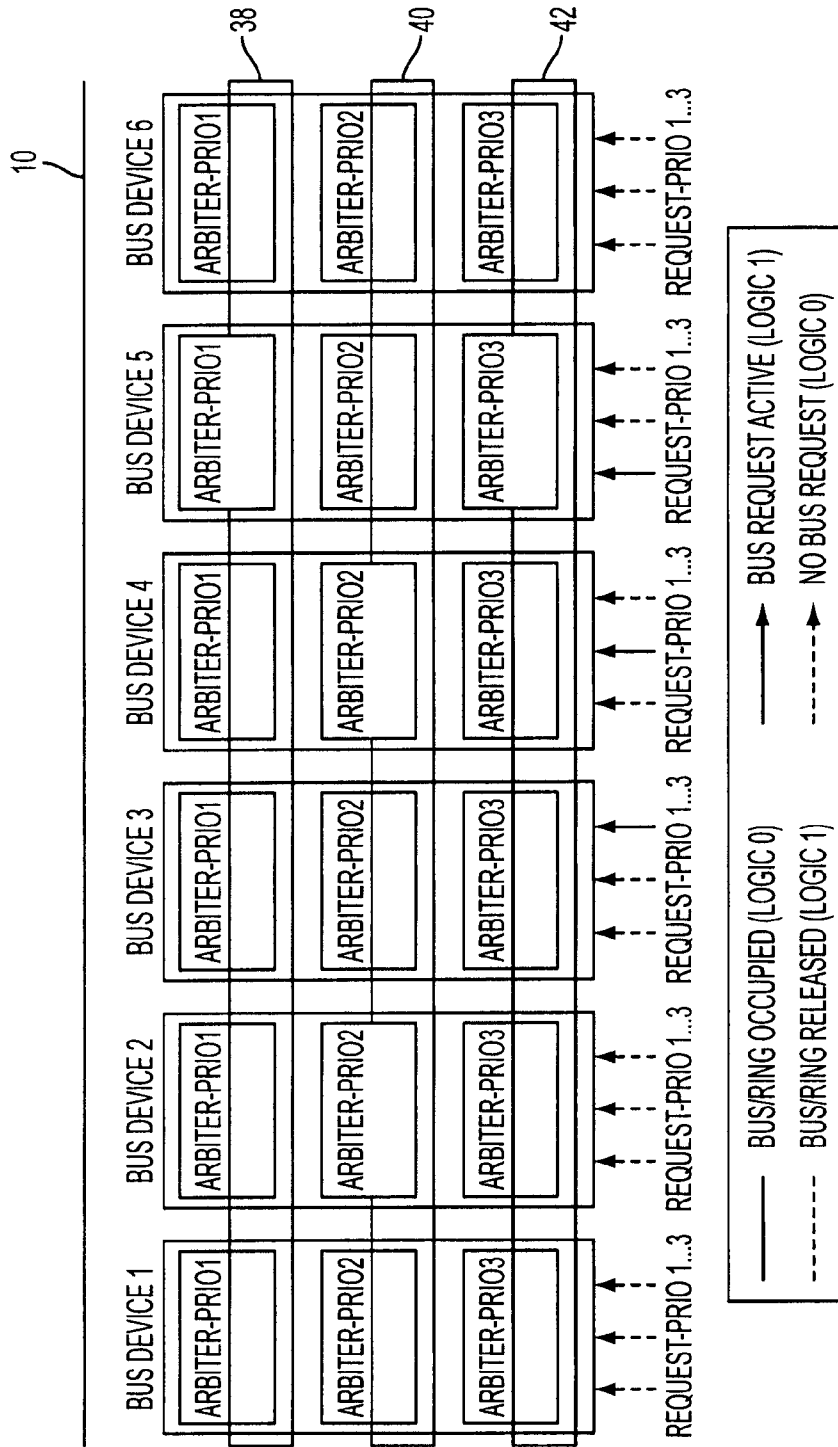 10
BUS DEVICE 1
BUS DEVICE 2
BUS DEVICE 3
BUS DEVICE 4
BUS DEVICE 5
BUS DEVICE 6
ARBITER-PRIO1
ARBITER-PRIO1
ARBITER-PRIO1
ARBITER-PRIO1
ARBITER-PRIO1
ARBITER-PRIO1
38
ARBITER-PRIO2
ARBITER-PRIO2
ARBITER-PRIO2
ARBITER-PRIO2
ARBITER-PRIO2
ARBITER-PRIO2
40
ARBITER-PRIO3
ARBITER-PRIO3
ARBITER-PRIO3
ARBITER-PRIO3
ARBITER-PRIO3
ARBITER-PRIO3
42
REQUEST-PRIO 1...3
REQUEST-PRIO 1...3
REQUEST-PRIO 1...3
REQUEST-PRIO 1...3
REQUEST-PRIO 1...3
REQUEST-PRIO 1...3
BUS/RING OCCUPIED (LOGIC 0)
BUS REQUEST ACTIVE (LOGIC 1)
BUS/RING RELEASED (LOGIC 1)
NO BUS REQUEST (LOGIC 0)